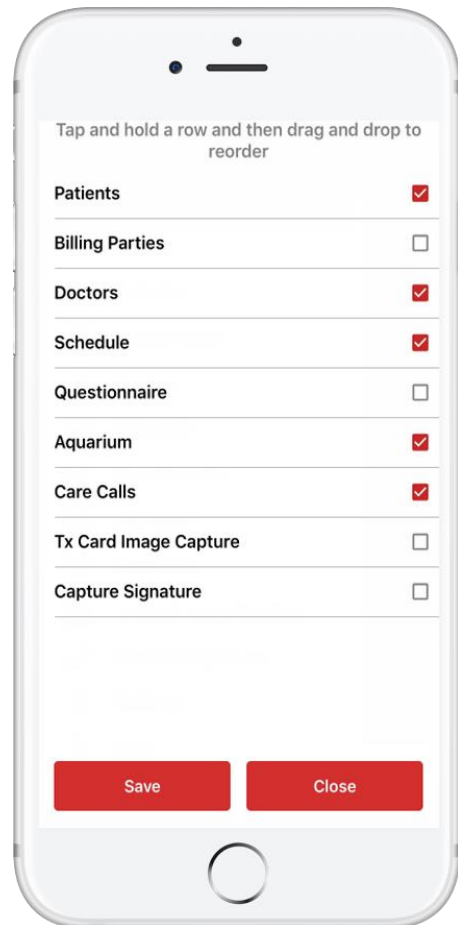 Tap and hold a row and then drag and drop to
reorder
Patients
Billing Parties
Doctors
Schedule
Questionnaire
Aquarium
Care Calls
Tx Card Image Capture
Capture Signature
Save
Close